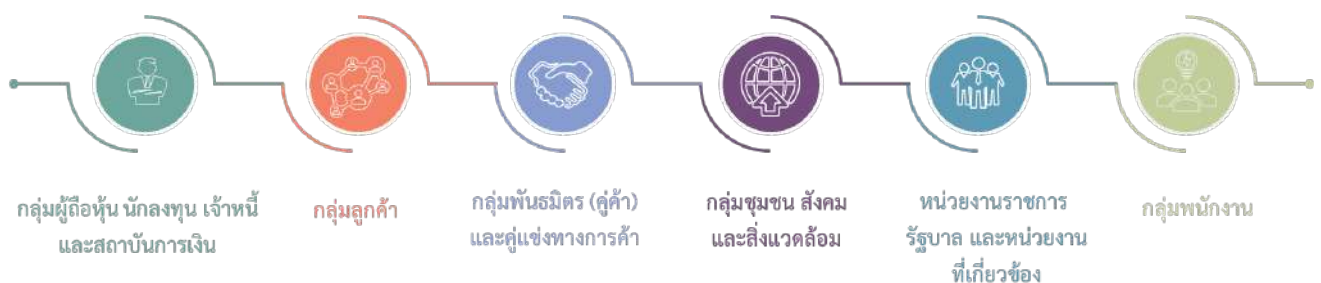 กลุ่มผู้ถือหุ้น นักลงทุน เจ้าหนี้
และสถาบันการเงิน
กลุ่มลูกค้า
กลุ่มพันธมิตร (คู่ค้า)
และคู่แข่งทางการค้า
กลุ่มชุมชน สังคม
และสิ่งแวดล้อม
หน่วยงานราชการ
รัฐบาล และหน่วยงาน
ที่เกี่ยวข้อง
กลุ่มพนักงาน